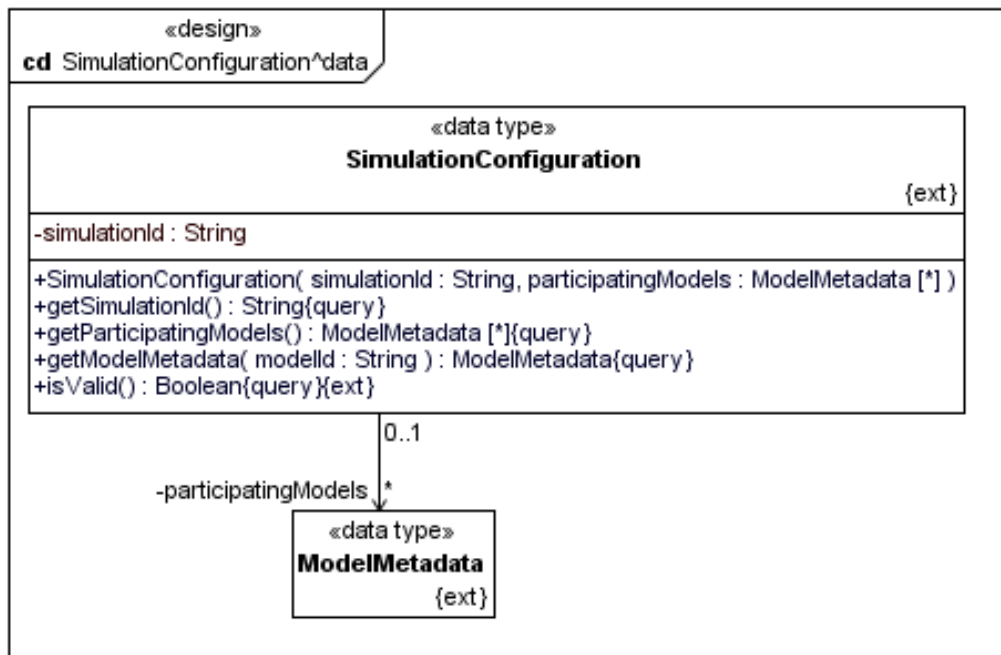 «design»
cd SimulationConfiguration^data
«data type»
SimulationConfiguration
{ext}
-simulationId : String
+SimulationConfiguration( simulationId : String, participatingModels : ModelMetadata [*] )
+getSimulationId() : String{query}
+getParticipatingModels() : ModelMetadata [*]{query}
+getModelMetadata( modelId : String ) : ModelMetadata{query}
+isValid() : Boolean{query}{ext}
0..1
-participatingModels *
«data type»
ModelMetadata
{ext}